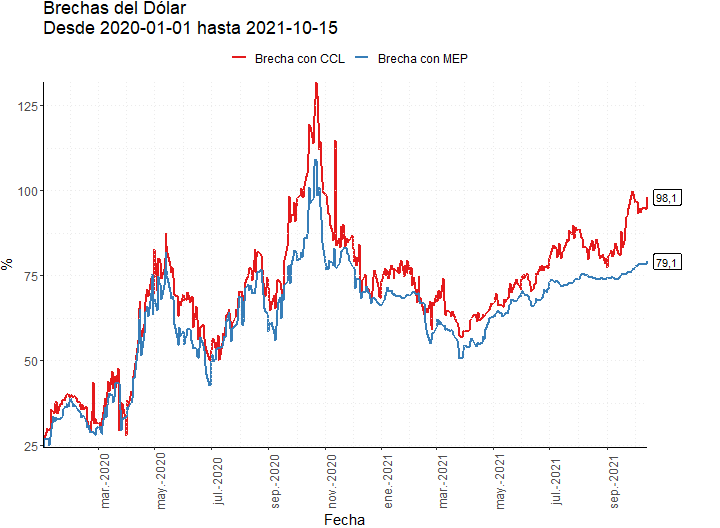 Brechas del Dólar
Desde 2020-01-01 hasta 2021-10-15
Brecha con CCL
Brecha con MEP
125
100
75
50
25
%
98,1
79,1
mar.-2020
may.-2020
jul.-2020
sep.-2020
nov.-2020
ene.-2021
mar.-2021
may.-2021
jul.-2021
sep.-2021
Fecha